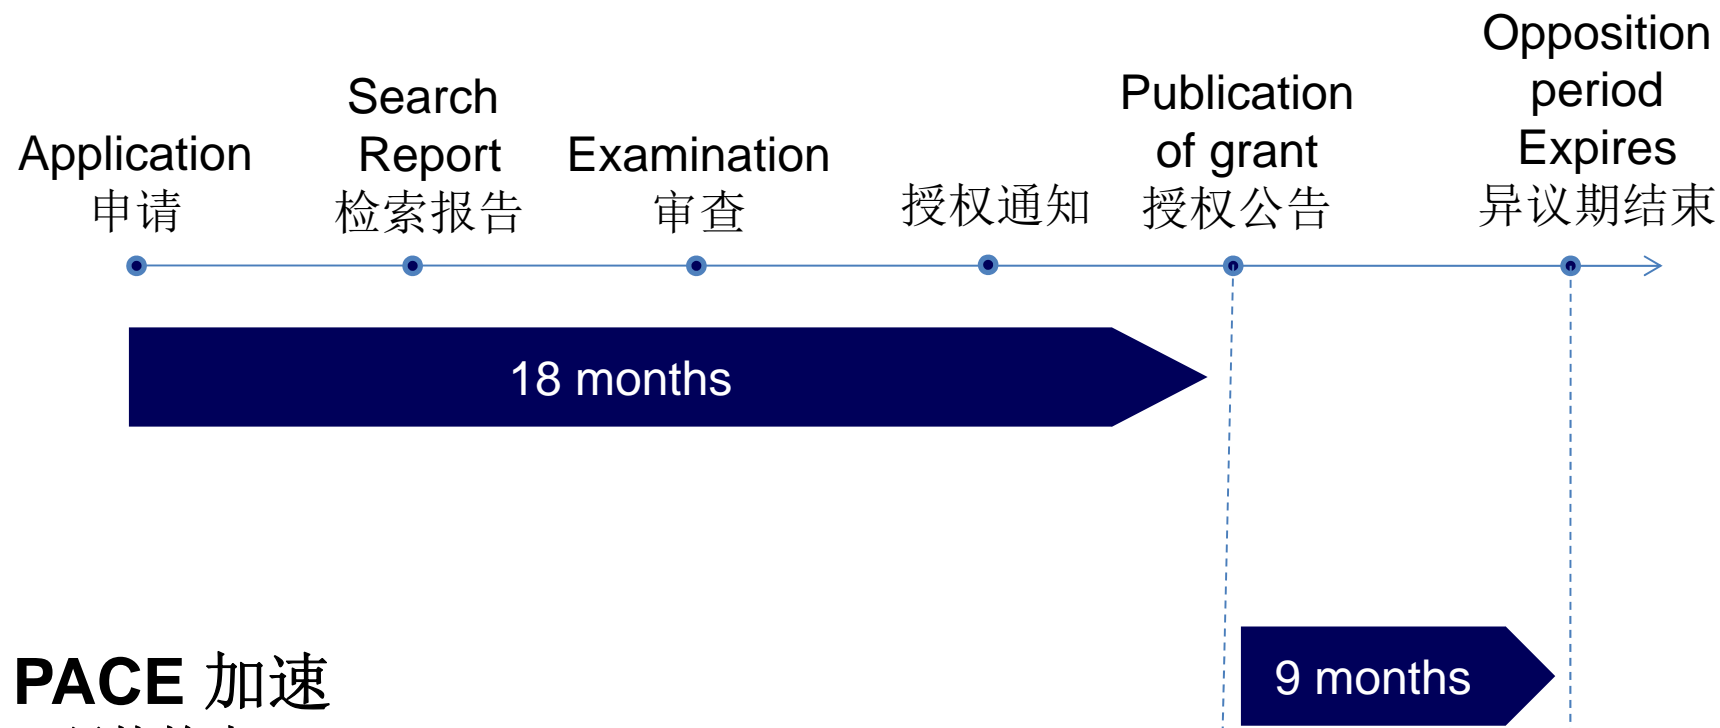 Application
申请
Search
Report
检索报告
Examination
审查
授权通知
Publication
of grant
授权公告
Opposition
period
Expires
异议期结束
18 months
9 months
PACE 加速